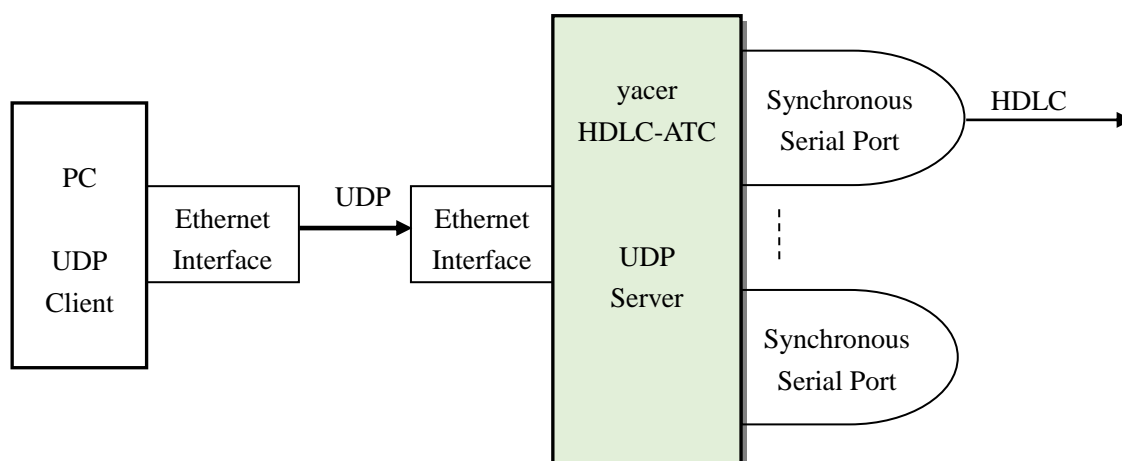 PC
UDP
Client
Ethernet
Interface
UDP
Ethernet
Interface
yacer
HDLC-ATC
UDP
Server
Synchronous
Serial Port
HDLC
Synchronous
Serial Port